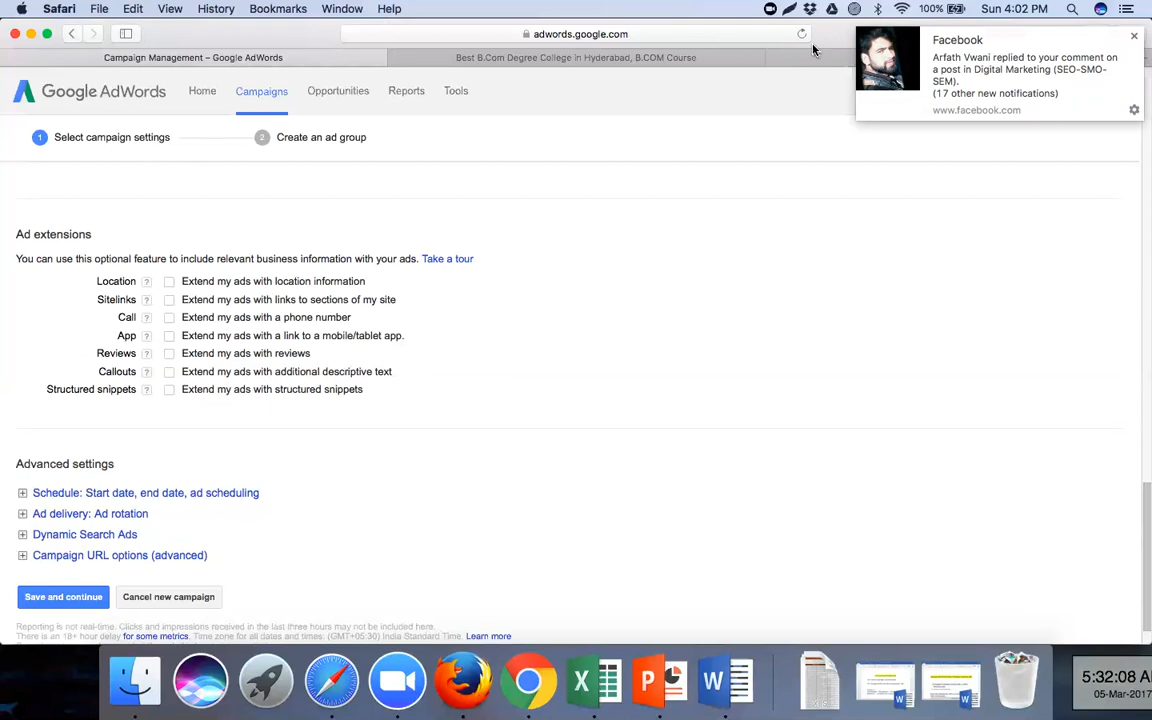 Safari File Edit View History Bookmarks Window Help 100% Sun 4:02 PM
adwords.google.com
Campaign Management – Google AdWords Best B.Com Degree College in Hyderabad, B.COM Course
Facebook
Arfath Vwani replied to your comment on
a post in Digital Marketing (SEO-SMO-
SEM).
(17 other new notifications)
www.facebook.com
Google AdWords Home Campaigns Opportunities Reports Tools
1 Select campaign settings 2 Create an ad group
Ad extensions
You can use this optional feature to include relevant business information with your ads. Take a tour
Location ? Extend my ads with location information
Sitelinks ? Extend my ads with links to sections of my site
Call ? Extend my ads with a phone number
App ? Extend my ads with a link to a mobile/tablet app.
Reviews ? Extend my ads with reviews
Callouts ? Extend my ads with additional descriptive text
Structured snippets ? Extend my ads with structured snippets
Advanced settings
Schedule: Start date, end date, ad scheduling
Ad delivery: Ad rotation
Dynamic Search Ads
Campaign URL options (advanced)
Save and continue Cancel new campaign
Reporting is not real-time. Clicks and impressions received in the last three hours may not be included here.
There is an 18+ hour delay for some metrics. Time zone for all dates and times: (GMT+05:30) India Standard Time. Learn more
X P W W W
5:32:08
05-Mar-2017